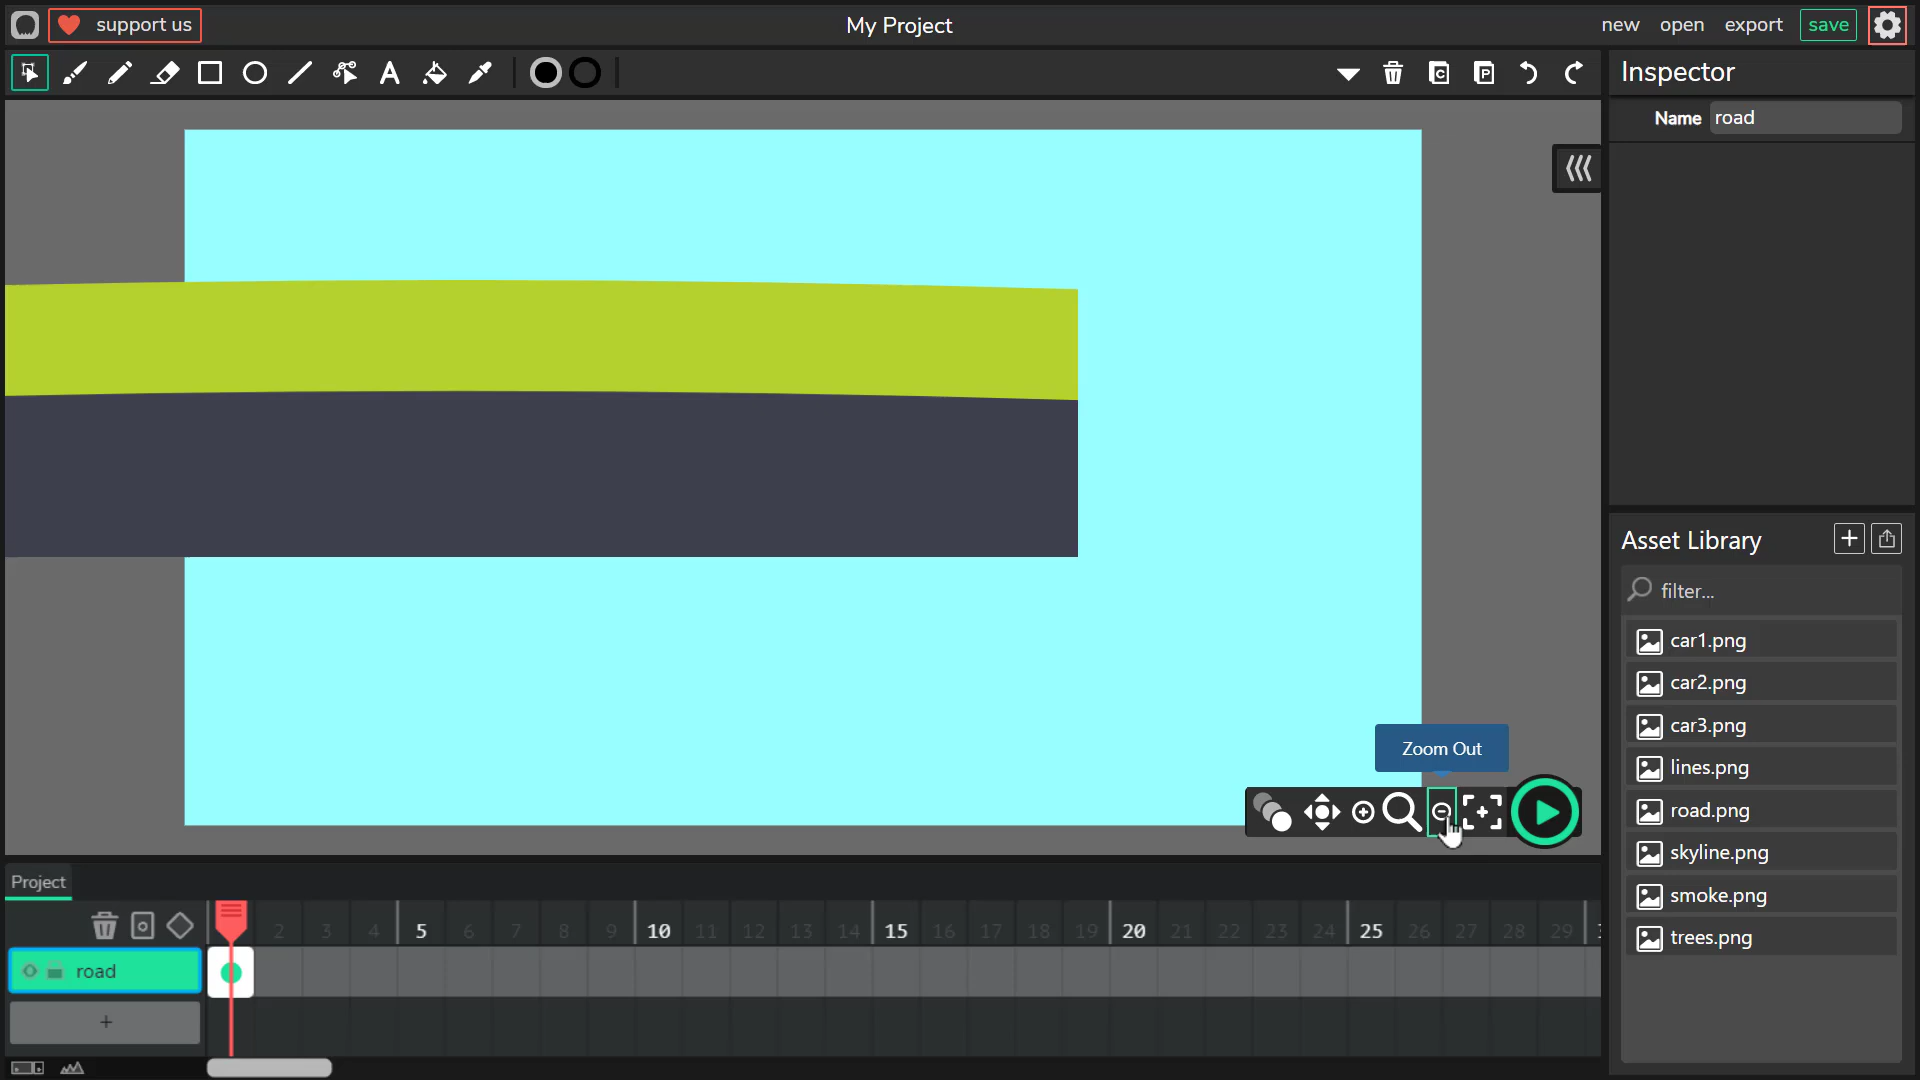 support us
My Project
new open export save
Inspector
Name road
Zoom Out
Asset Library
filter...
car1.png
car2.png
car3.png
lines.png
road.png
skyline.png
smoke.png
trees.png
Project
2 3 4 5 6 7 8 9 10 11 12 13 14 15 16 17 18 19 20 21 22 23 24 25 26 27 28 29
road
+